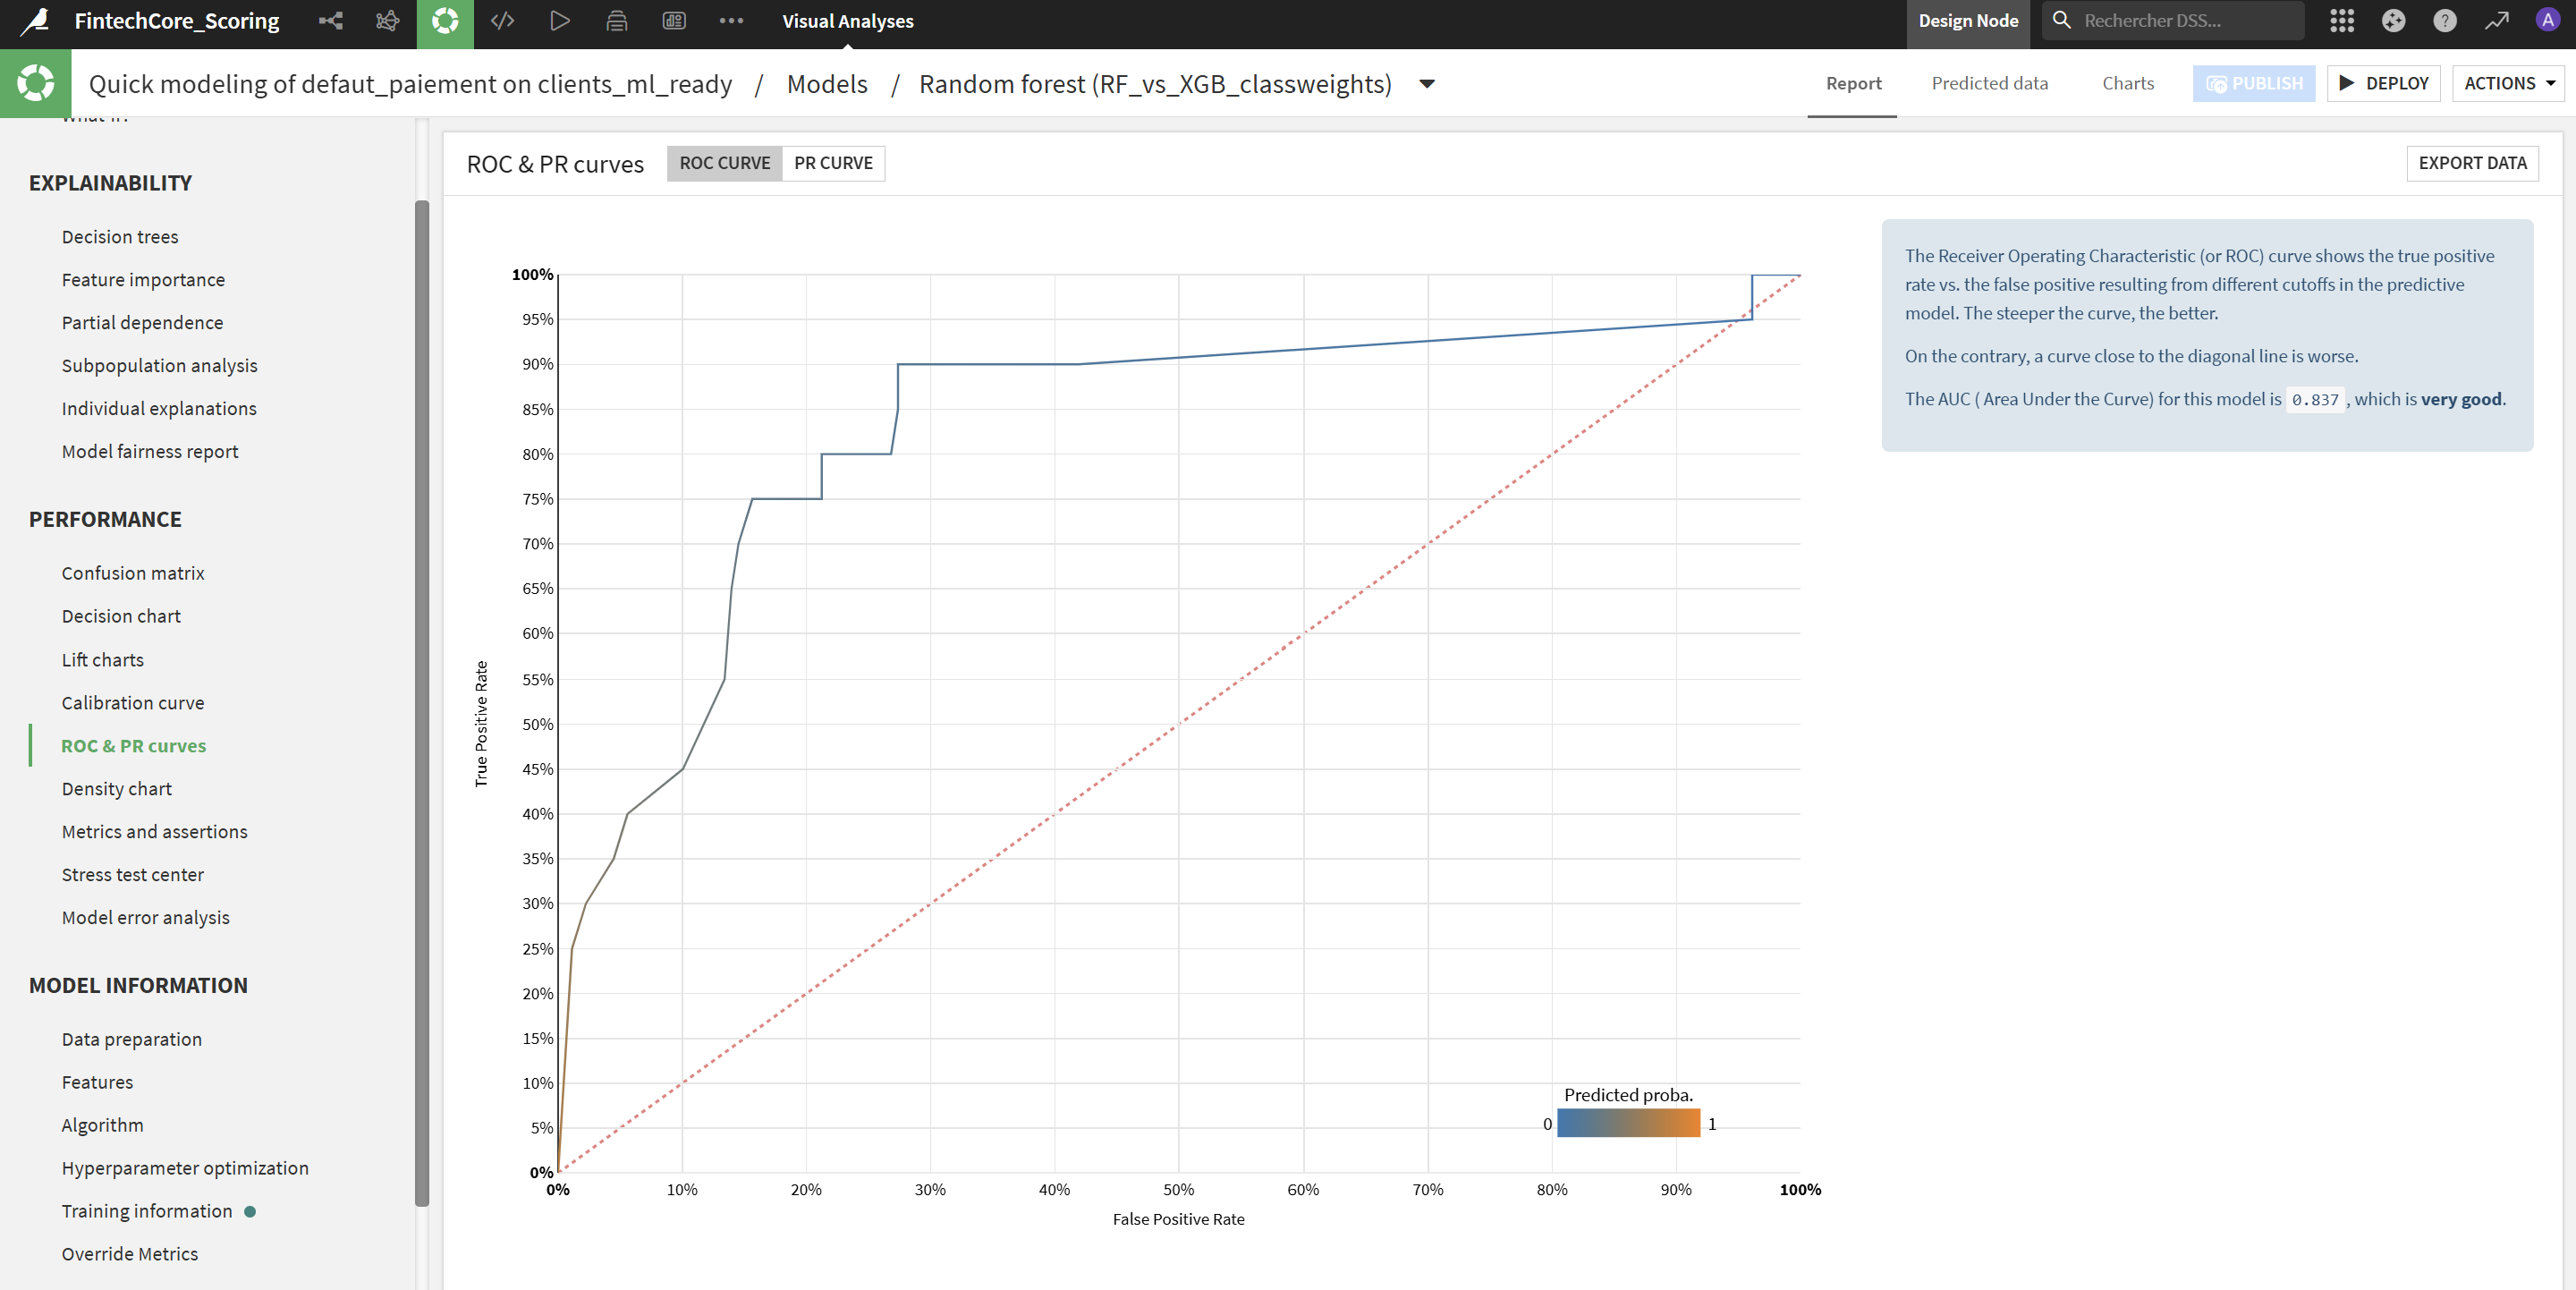 FintechCore_Scoring
Visual Analyses
Design Node
Rechercher DSS...
A
Quick modeling of defaut_paiement on clients_ml_ready / Models / Random forest (RF_vs_XGB_classweights)
Report
Predicted data
Charts
PUBLISH
DEPLOY
ACTIONS
What if?
EXPLAINABILITY
Decision trees
Feature importance
Partial dependence
Subpopulation analysis
Individual explanations
Model fairness report
PERFORMANCE
Confusion matrix
Decision chart
Lift charts
Calibration curve
ROC & PR curves
Density chart
Metrics and assertions
Stress test center
Model error analysis
MODEL INFORMATION
Data preparation
Features
Algorithm
Hyperparameter optimization
Training information
Override Metrics
ROC & PR curves
ROC CURVE
PR CURVE
EXPORT DATA
100%
95%
90%
85%
80%
75%
70%
65%
60%
55%
50%
45%
40%
35%
30%
25%
20%
15%
10%
5%
0%
True Positive Rate
0% 10% 20% 30% 40% 50% 60% 70% 80% 90% 100%
False Positive Rate
Predicted proba.
0 1
The Receiver Operating Characteristic (or ROC) curve shows the true positive
rate vs. the false positive resulting from different cutoffs in the predictive
model. The steeper the curve, the better.
On the contrary, a curve close to the diagonal line is worse.
The AUC ( Area Under the Curve) for this model is 0.837 , which is very good.